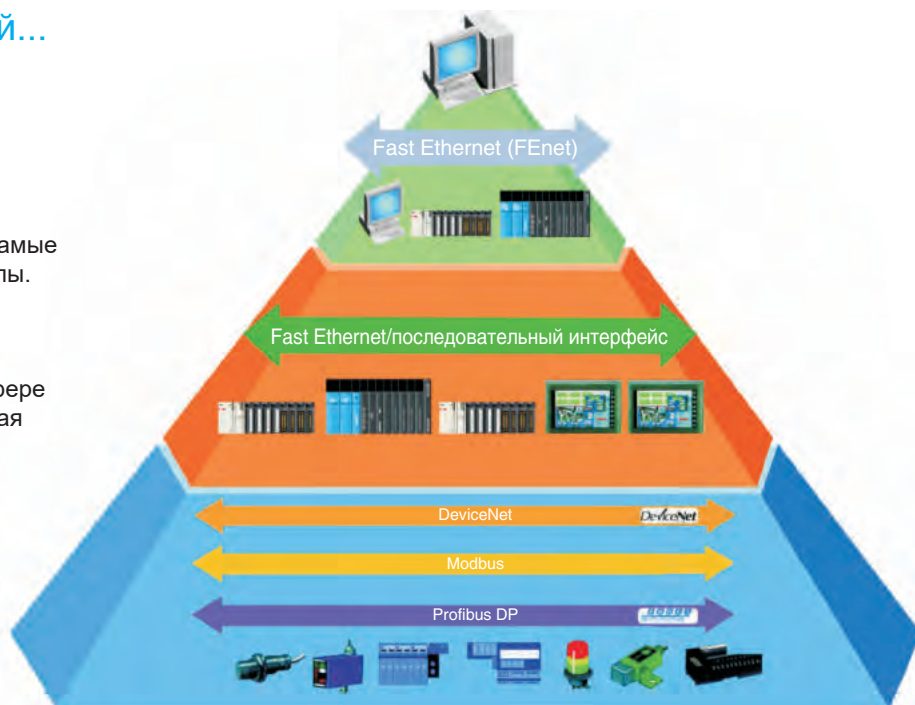 й...
Fast Ethernet (FEnet)
амые
лы.
Fast Ethernet/последовательный интерфейс
ере
ая
DeviceNet
DeviceNet
Modbus
Profibus DP